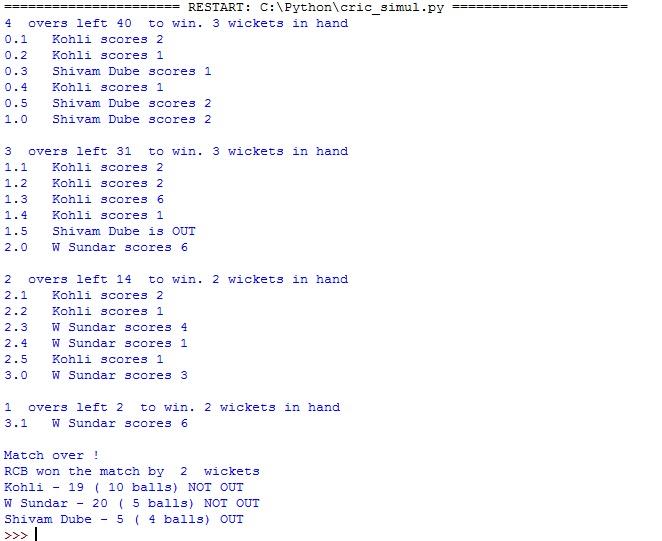 ====================== RESTART: C:\Python\cric_simul.py ======================
4  overs left 40  to win. 3 wickets in hand
0.1   Kohli scores 2
0.2   Kohli scores 1
0.3   Shivam Dube scores 1
0.4   Kohli scores 1
0.5   Shivam Dube scores 2
1.0   Shivam Dube scores 2

3  overs left 31  to win. 3 wickets in hand
1.1   Kohli scores 2
1.2   Kohli scores 2
1.3   Kohli scores 6
1.4   Kohli scores 1
1.5   Shivam Dube is OUT
2.0   W Sundar scores 6

2  overs left 14  to win. 2 wickets in hand
2.1   Kohli scores 2
2.2   Kohli scores 1
2.3   W Sundar scores 4
2.4   W Sundar scores 1
2.5   Kohli scores 1
3.0   W Sundar scores 3

1  overs left 2  to win. 2 wickets in hand
3.1   W Sundar scores 6

Match over !
RCB won the match by  2  wickets
Kohli - 19 ( 10 balls) NOT OUT
W Sundar - 20 ( 5 balls) NOT OUT
Shivam Dube - 5 ( 4 balls) OUT
>>>